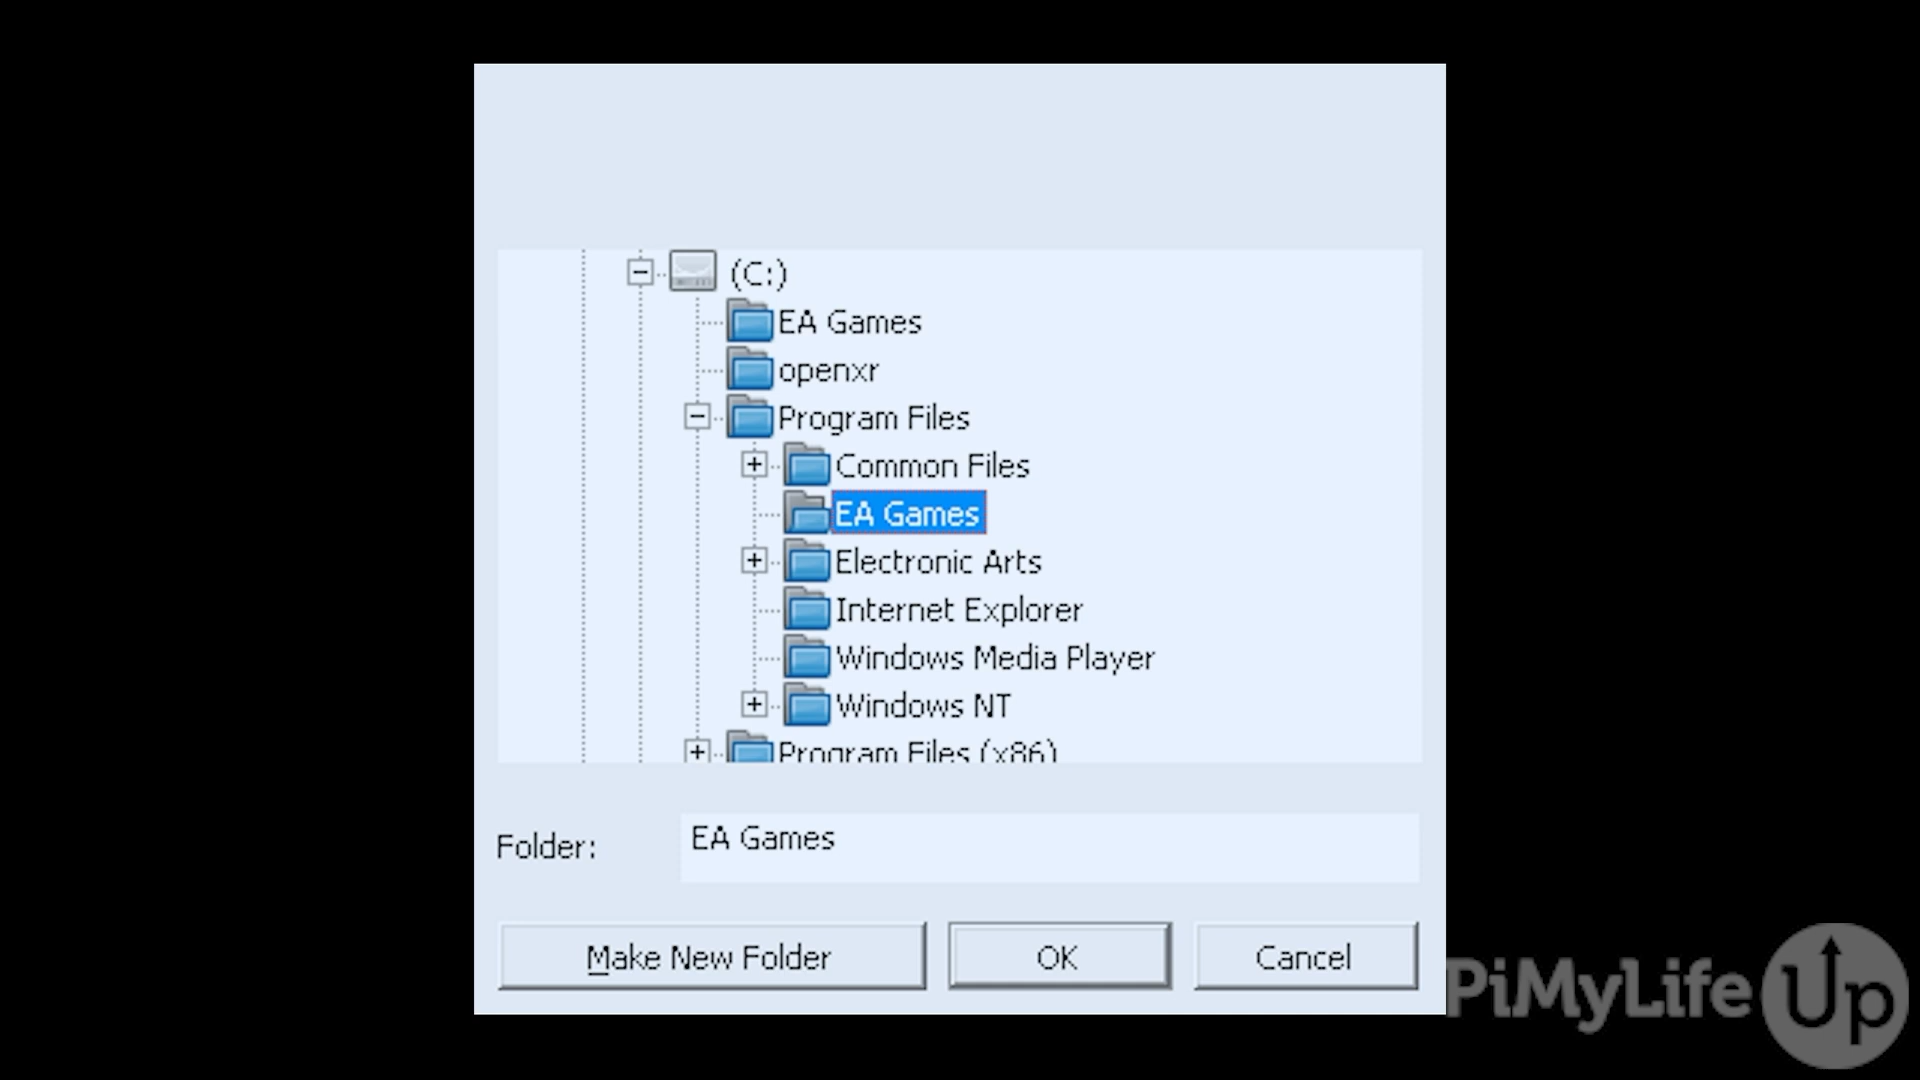 (C:)
EA Games
openxr
Program Files
Common Files
EA Games
Electronic Arts
Internet Explorer
Windows Media Player
Windows NT
Program Files (x86)
Folder:
EA Games
Make New Folder
OK
Cancel
PiMyLifeUp